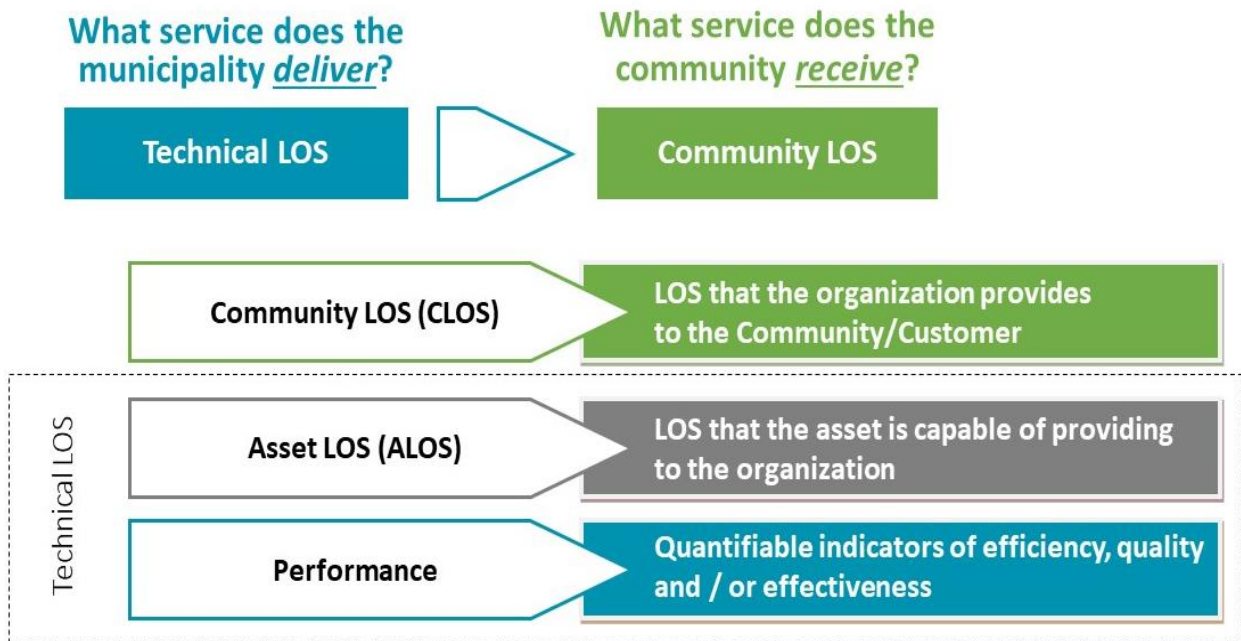 What service does the
municipality deliver?
What service does the
community receive?
Technical LOS
Community LOS
Community LOS (CLOS)
LOS that the organization provides
to the Community/Customer
Technical LOS
Asset LOS (ALOS)
LOS that the asset is capable of providing
to the organization
Performance
Quantifiable indicators of efficiency, quality
and / or effectiveness